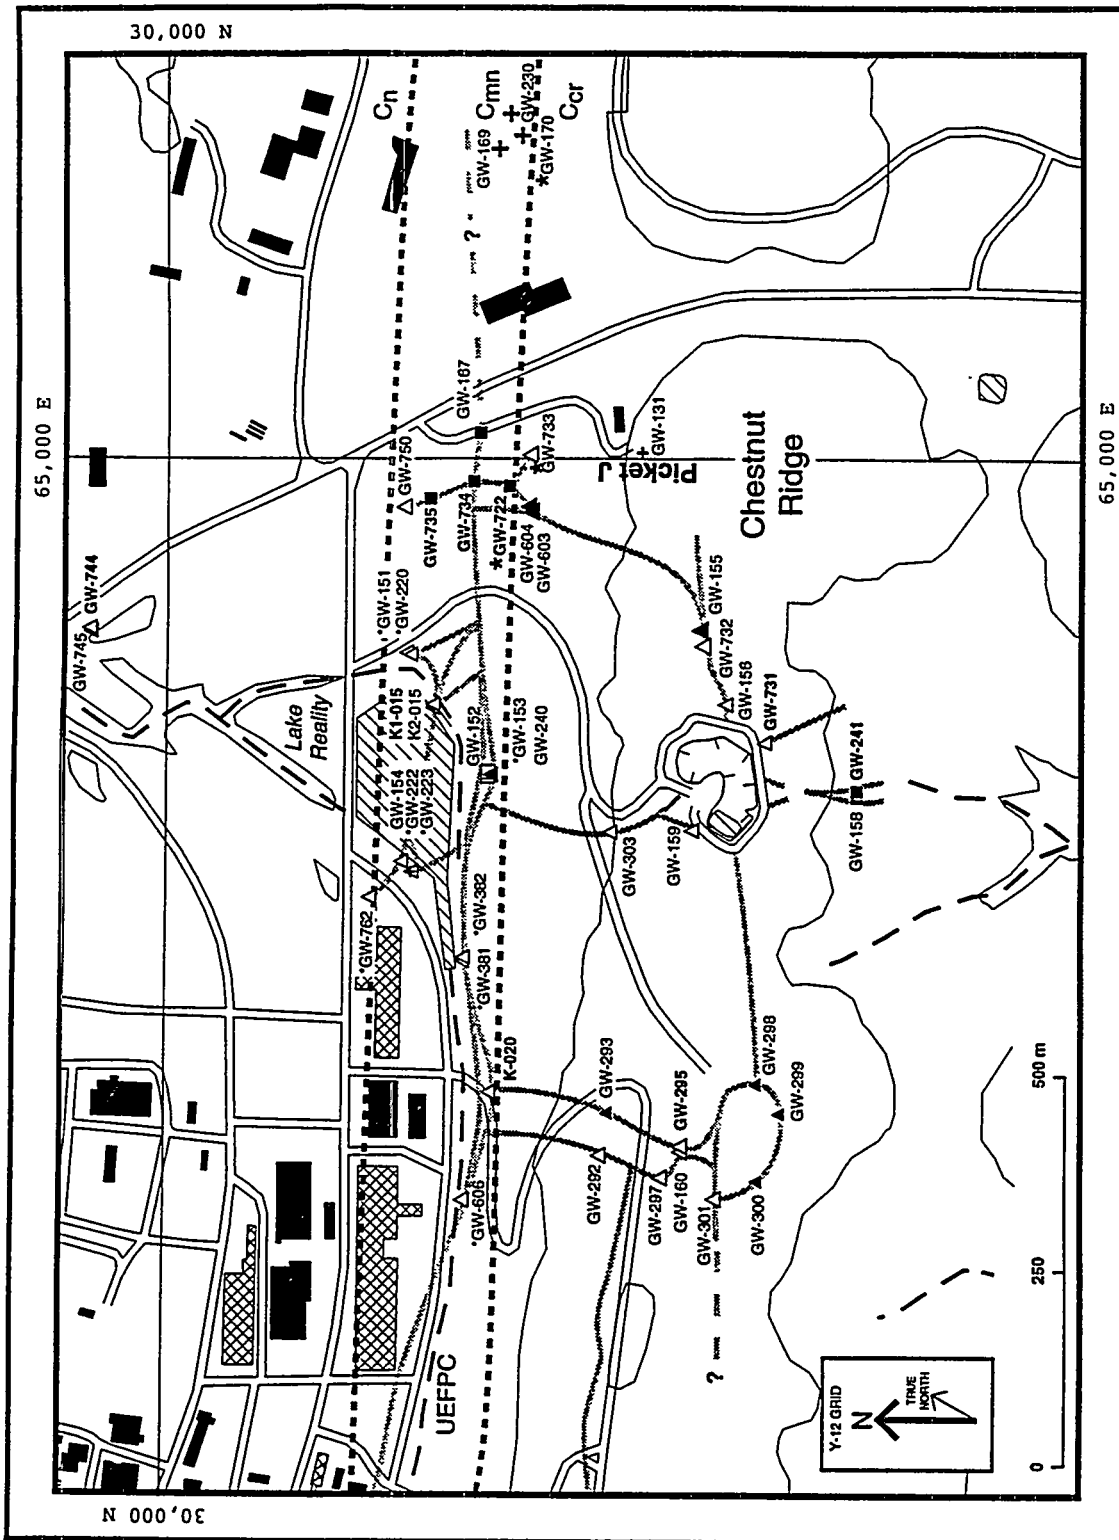 30,000 N
65,000 E
Cn
Cmn
GW-230
GW-169
*GW-170
Ccr
?
GW-167
GW-750
GW-735
GW-734
*GW-722
GW-604
GW-603
GW-733
GW-131
Picket J
Chestnut
Ridge
65,000 E
GW-744
GW-745
Lake
Reality
*GW-151
*GW-220
K1-015
K2-015
GW-152
*GW-153
GW-240
GW-154
*GW-222
*GW-223
GW-155
GW-732
GW-156
GW-731
GW-241
GW-158
GW-159
GW-303
*GW-762
*GW-382
*GW-381
K-020
GW-293
GW-295
GW-298
GW-299
GW-292
GW-297
GW-160
GW-301
GW-300
*GW-606
UEFPC
?
Y-12 GRID
N
TRUE
NORTH
0
250
500 m
30,000 N